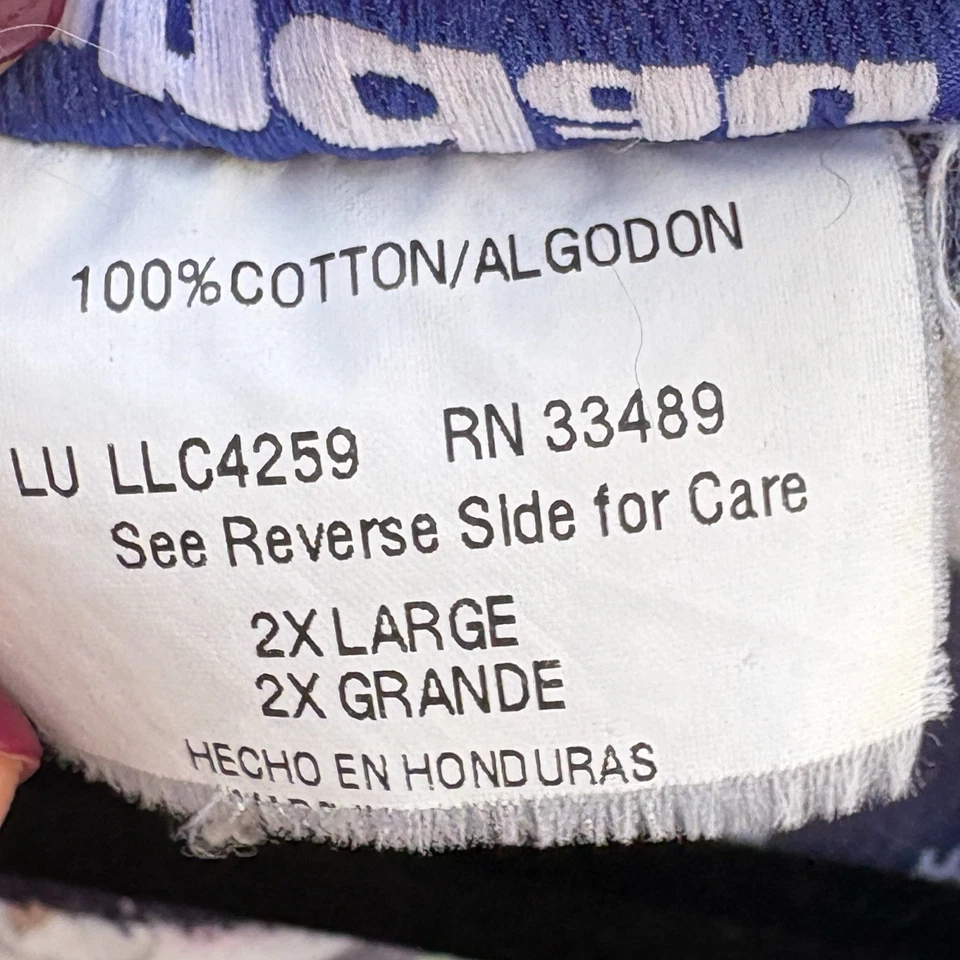 100%COTTON/ALGODON
LU LLC4259 RN 33489
See Reverse Side for Care
2X LARGE
2X GRANDE
HECHO EN HONDURAS